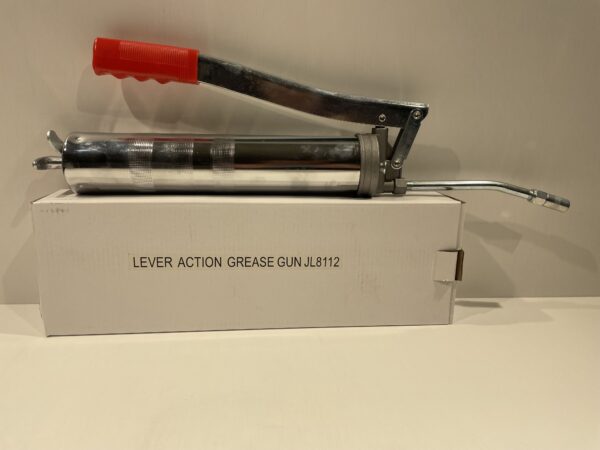 LEVER ACTION GREASE GUN JL8112